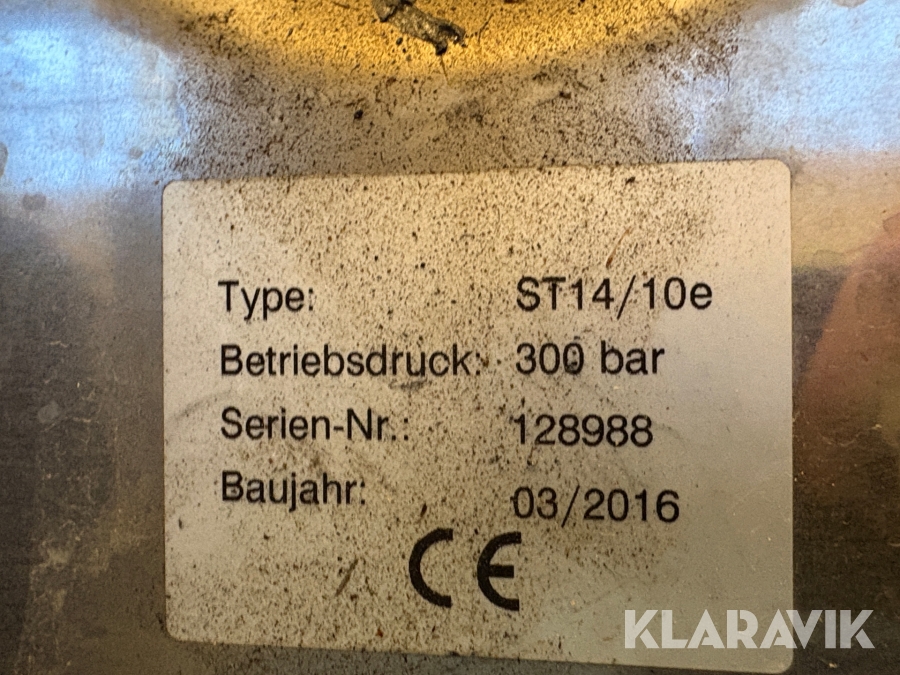 Type: ST14/10e
Betriebsdruck: 300 bar
Serien-Nr.: 128988
Baujahr: 03/2016
CE
KLARAVIK